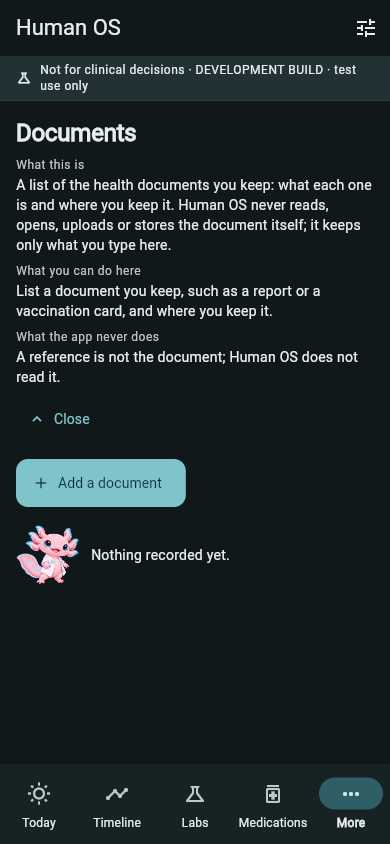 Human OS
Not for clinical decisions · DEVELOPMENT BUILD · test
use only
Documents
What this is
A list of the health documents you keep: what each one
is and where you keep it. Human OS never reads,
opens, uploads or stores the document itself; it keeps
only what you type here.
What you can do here
List a document you keep, such as a report or a
vaccination card, and where you keep it.
What the app never does
A reference is not the document; Human OS does not
read it.
Close
Add a document
Nothing recorded yet.
Today
Timeline
Labs
Medications
More